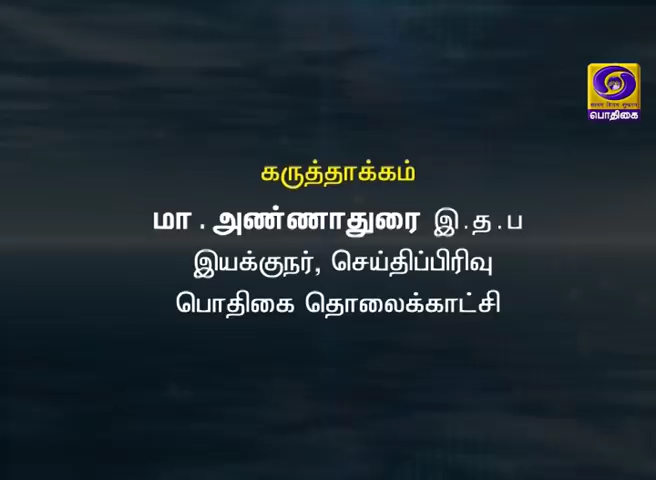 பொதிகை
கருத்தாக்கம்
மா . அண்ணாதுரை இ.த.ப
இயக்குநர், செய்திப்பிரிவு
பொதிகை தொலைக்காட்சி